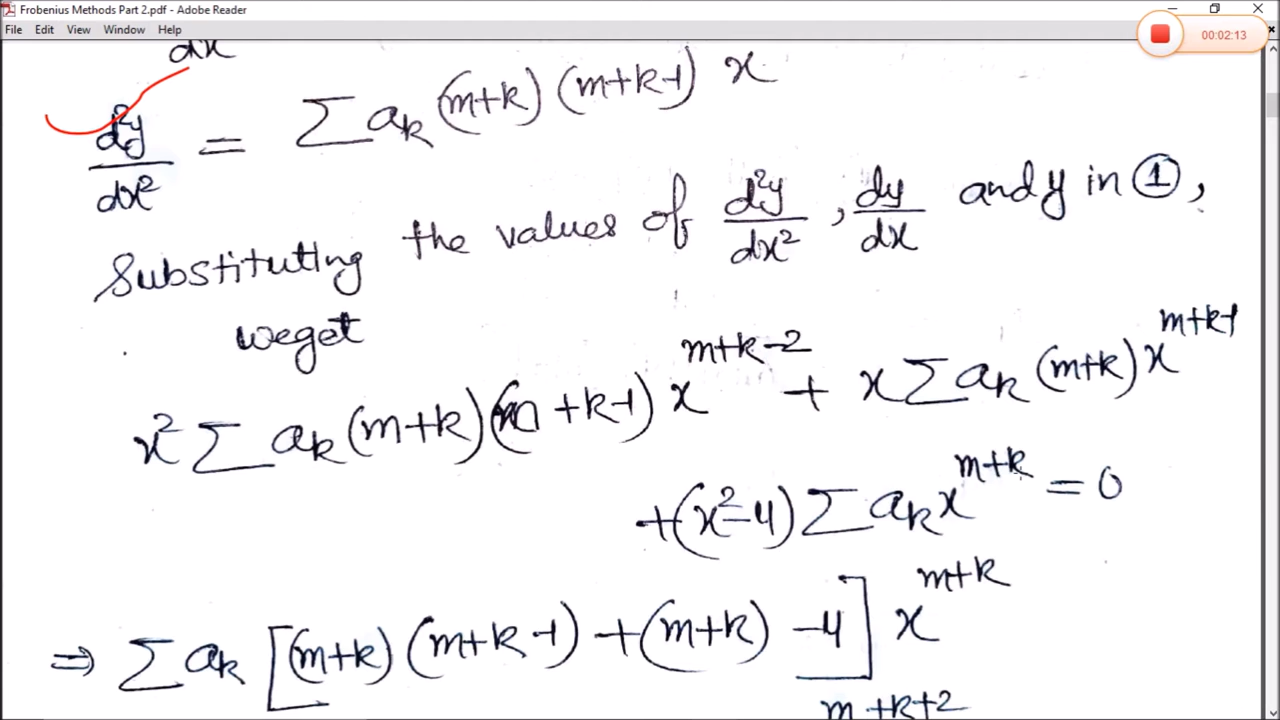 Frobenius Methods Part 2.pdf - Adobe Reader
File Edit View Window Help
00:02:13
dx
d²y/dx² = ∑ aₖ (m+k) (m+k-1) x
Substituting the values of d²y/dx² , dy/dx and y in ①,
we get
x² ∑ aₖ (m+k)(m+k-1) x^(m+k-2) + x ∑ aₖ (m+k) x^(m+k-1)
+(x²-4) ∑ aₖ x^(m+k) = 0
⇒ ∑ aₖ [(m+k) (m+k-1) +(m+k) -4] x^(m+k)
m+k+2